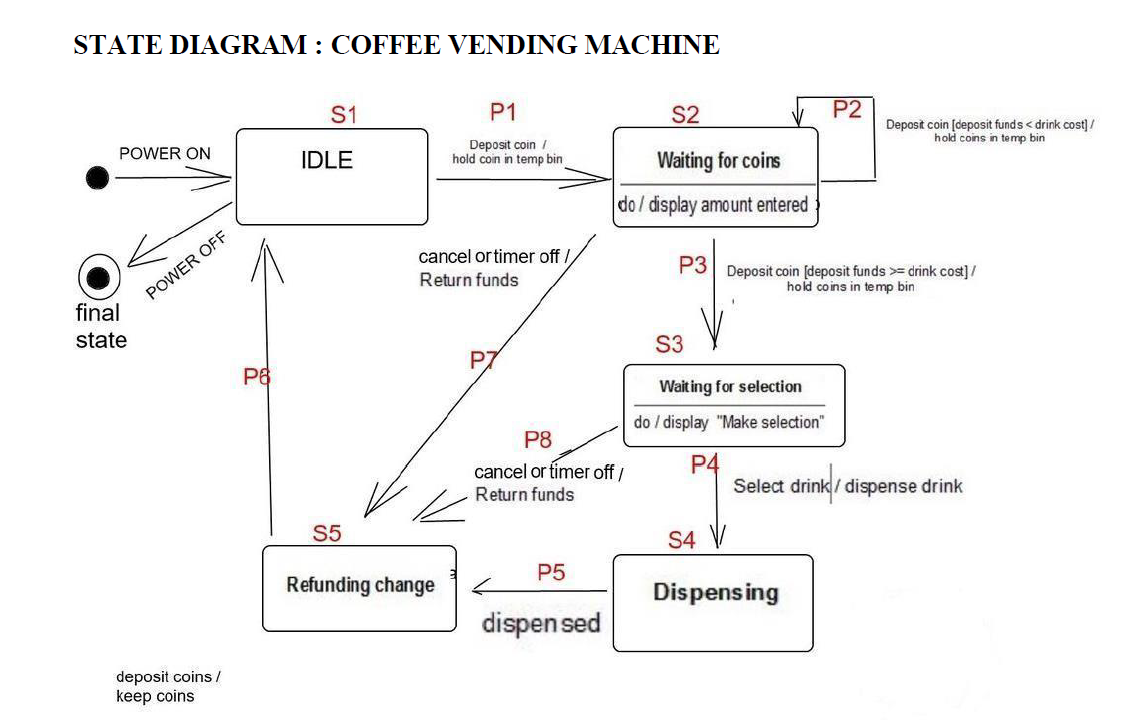 STATE DIAGRAM : COFFEE VENDING MACHINE
S1
P1
S2
P2
POWER ON
IDLE
Deposit coin /
hold coin in temp bin
Waiting for coins
do / display amount entered
Deposit coin [deposit funds < drink cost] /
hold coins in temp bin
POWER OFF
final
state
cancel or timer off /
Return funds
P3
Deposit coin [deposit funds >= drink cost] /
hold coins in temp bin
P6
P7
S3
Waiting for selection
do / display "Make selection"
P8
cancel or timer off /
Return funds
P4
Select drink / dispense drink
S5
Refunding change
P5
dispensed
S4
Dispensing
deposit coins /
keep coins